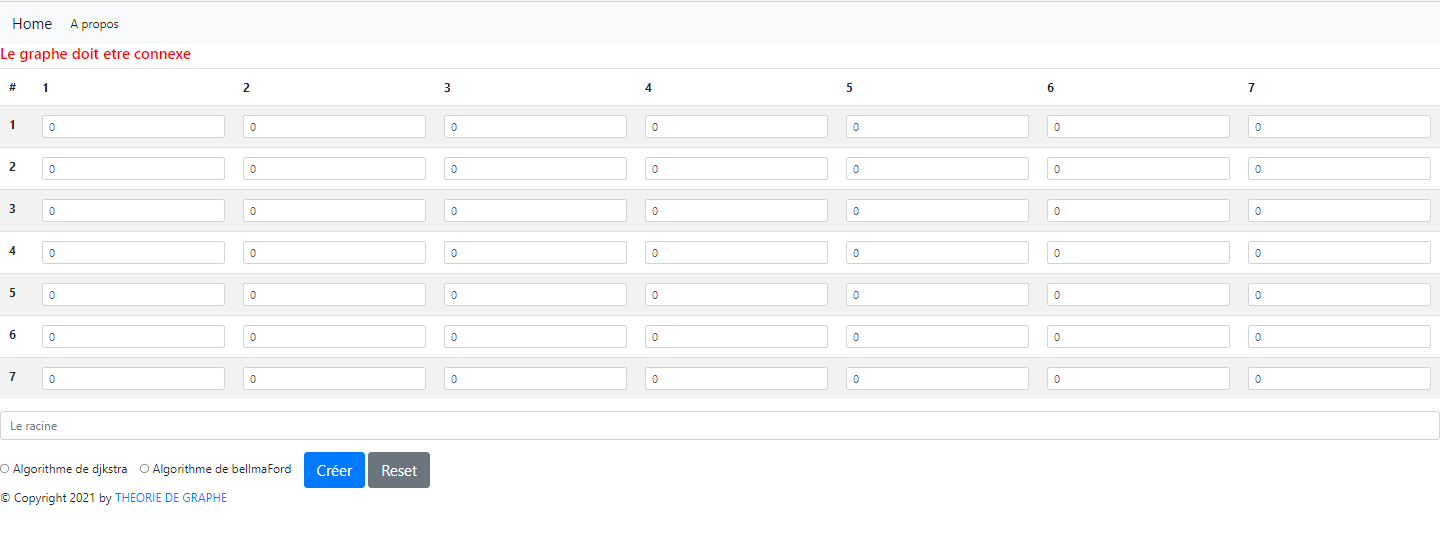 Home A propos
Le graphe doit etre connexe
# 1 2 3 4 5 6 7
1 0 0 0 0 0 0 0
2 0 0 0 0 0 0 0
3 0 0 0 0 0 0 0
4 0 0 0 0 0 0 0
5 0 0 0 0 0 0 0
6 0 0 0 0 0 0 0
7 0 0 0 0 0 0 0
Le racine
Algorithme de djkstra Algorithme de bellmaFord Créer Reset
© Copyright 2021 by THEORIE DE GRAPHE